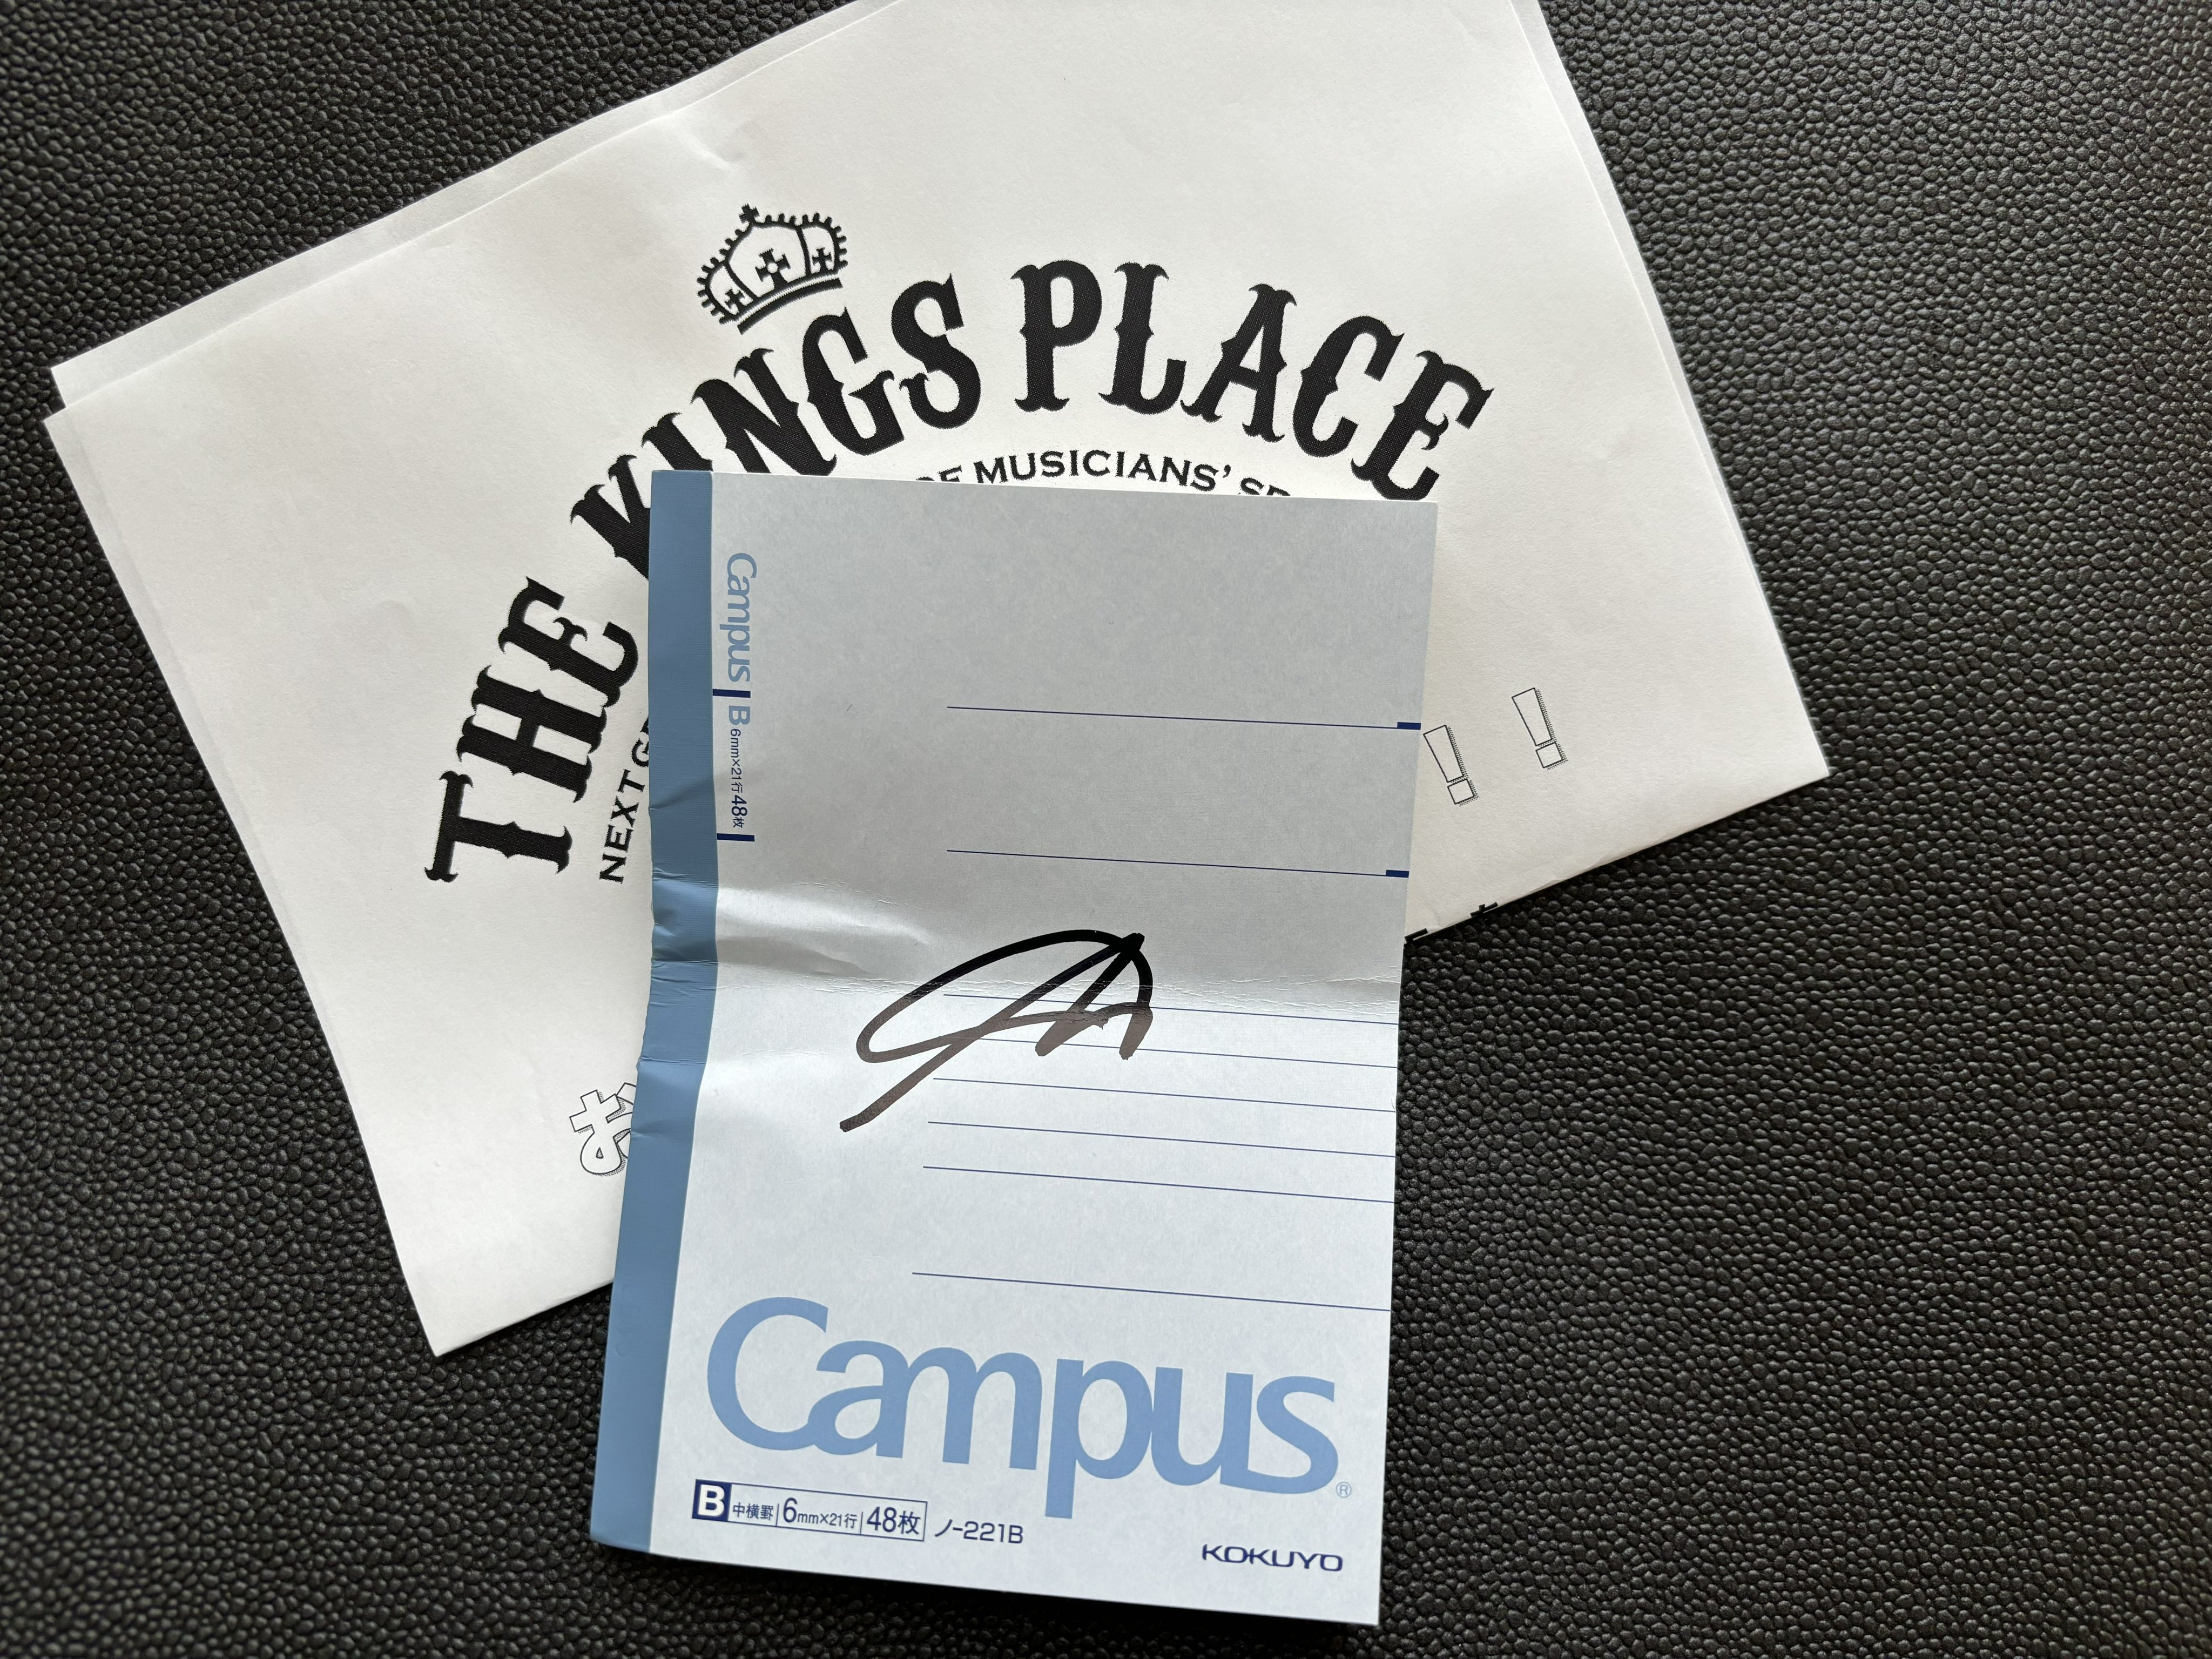 THE KINGS PLACE
OF MUSICIANS'
NEXT
!!
Campus
B 6mm×21行 48枚
Campus®
B 中横罫 6mm×21行 48枚 ノ-221B
KOKUYO